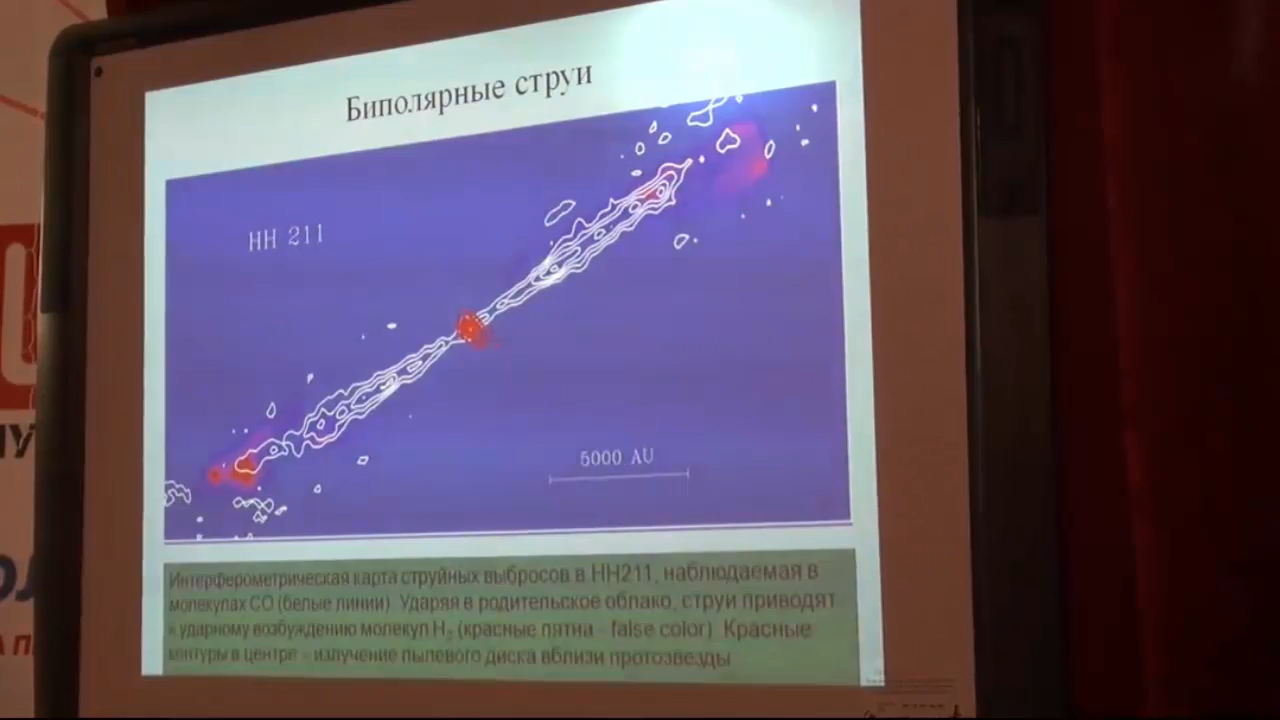 Биполярные струи
HH 211
5000 AU
Интерферометрическая карта струйных выбросов в HH211, наблюдаемая в
молекулах CO (белые линии). Ударяя в родительское облако, струи приводят
к ударному возбуждению молекул H₂ (красные пятна – false color). Красные
контуры в центре – излучение пылевого диска вблизи протозвезды